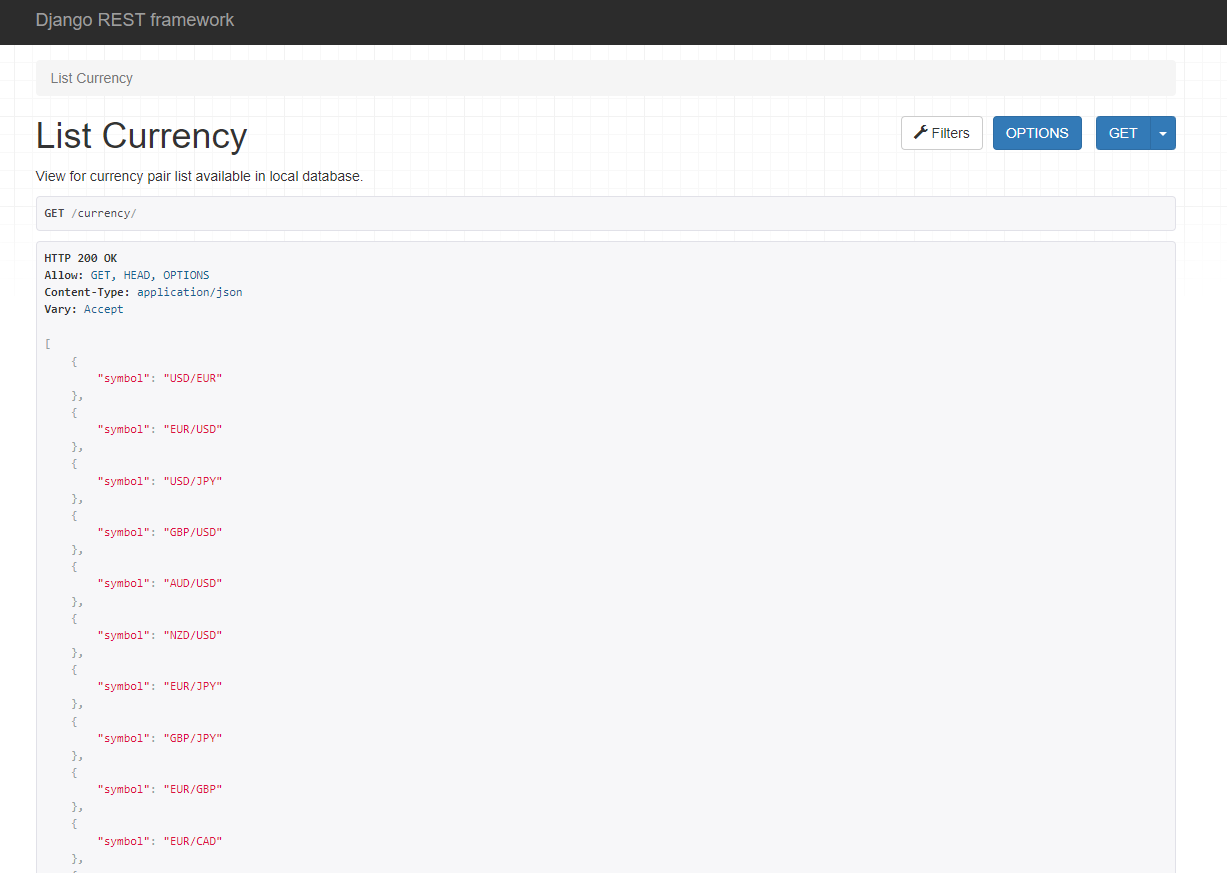 Django REST framework
List Currency
List Currency
Filters
OPTIONS
GET
View for currency pair list available in local database.
GET /currency/
HTTP 200 OK
Allow: GET, HEAD, OPTIONS
Content-Type: application/json
Vary: Accept
[
{
"symbol": "USD/EUR"
},
{
"symbol": "EUR/USD"
},
{
"symbol": "USD/JPY"
},
{
"symbol": "GBP/USD"
},
{
"symbol": "AUD/USD"
},
{
"symbol": "NZD/USD"
},
{
"symbol": "EUR/JPY"
},
{
"symbol": "GBP/JPY"
},
{
"symbol": "EUR/GBP"
},
{
"symbol": "EUR/CAD"
},